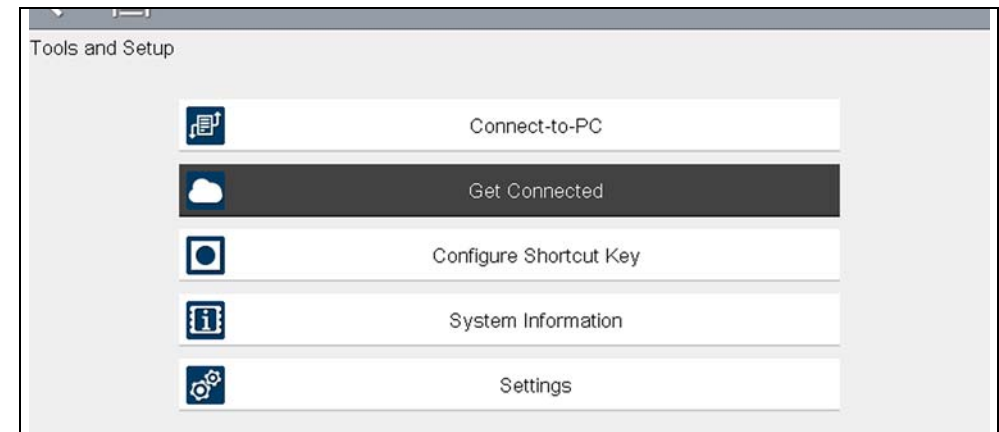 Tools and Setup
Connect-to-PC
Get Connected
Configure Shortcut Key
System Information
Settings